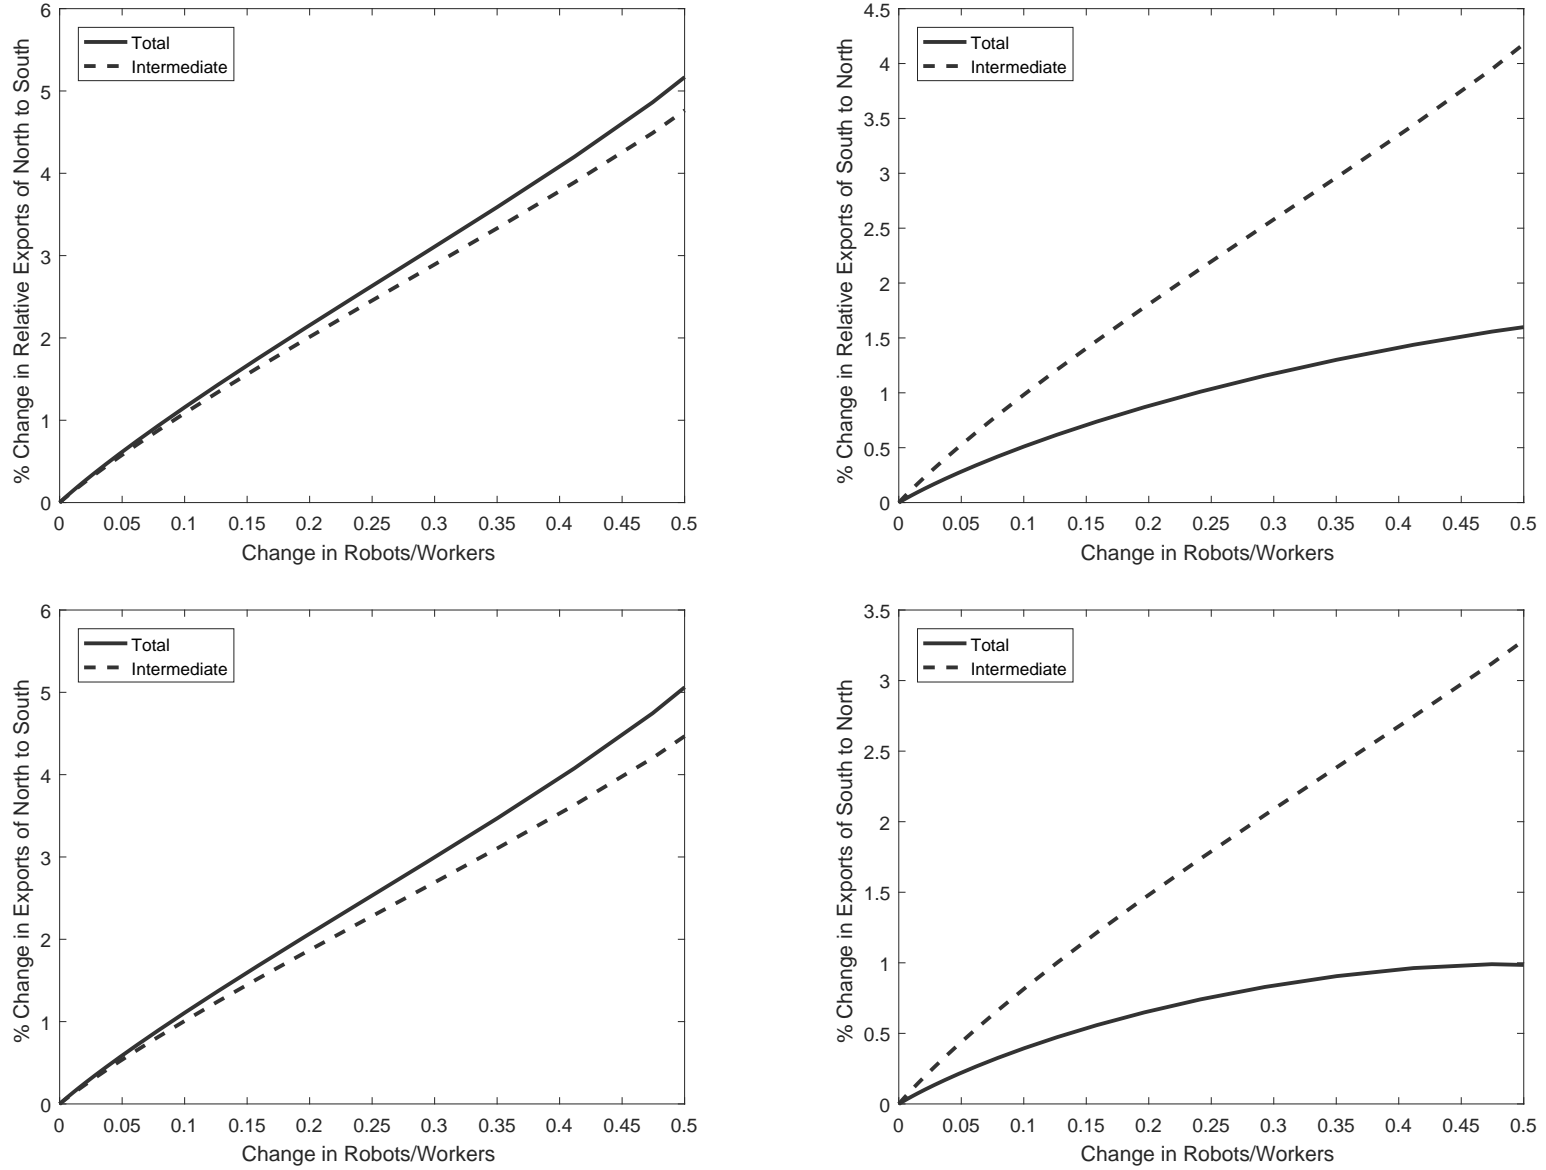 % Change in Relative Exports of North to South
6
5
4
3
2
1
0
Total
Intermediate
0 0.05 0.1 0.15 0.2 0.25 0.3 0.35 0.4 0.45 0.5
Change in Robots/Workers
% Change in Relative Exports of South to North
4.5
4
3.5
3
2.5
2
1.5
1
0.5
0
Total
Intermediate
0 0.05 0.1 0.15 0.2 0.25 0.3 0.35 0.4 0.45 0.5
Change in Robots/Workers
% Change in Exports of North to South
6
5
4
3
2
1
0
Total
Intermediate
0 0.05 0.1 0.15 0.2 0.25 0.3 0.35 0.4 0.45 0.5
Change in Robots/Workers
% Change in Exports of South to North
3.5
3
2.5
2
1.5
1
0.5
0
Total
Intermediate
0 0.05 0.1 0.15 0.2 0.25 0.3 0.35 0.4 0.45 0.5
Change in Robots/Workers